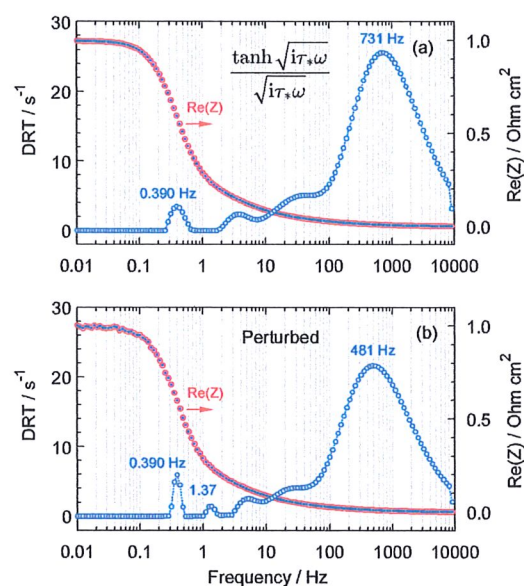 30
20
10
0
DRT / s⁻¹
0.01 0.1 1 10 100 1000 10000
1.0
0.5
0.0
Re(Z) / Ohm cm²
tanh √iτ*ω
√iτ*ω
731 Hz
(a)
Re(Z)
0.390 Hz
30
20
10
0
DRT / s⁻¹
0.01 0.1 1 10 100 1000 10000
Frequency / Hz
1.0
0.5
0.0
Re(Z) / Ohm cm²
Perturbed
(b)
481 Hz
Re(Z)
0.390 Hz
1.37